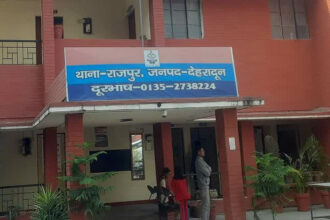 थाना-राजपुर, जनपद-देहरादून
दूरभाष-0135-2738224